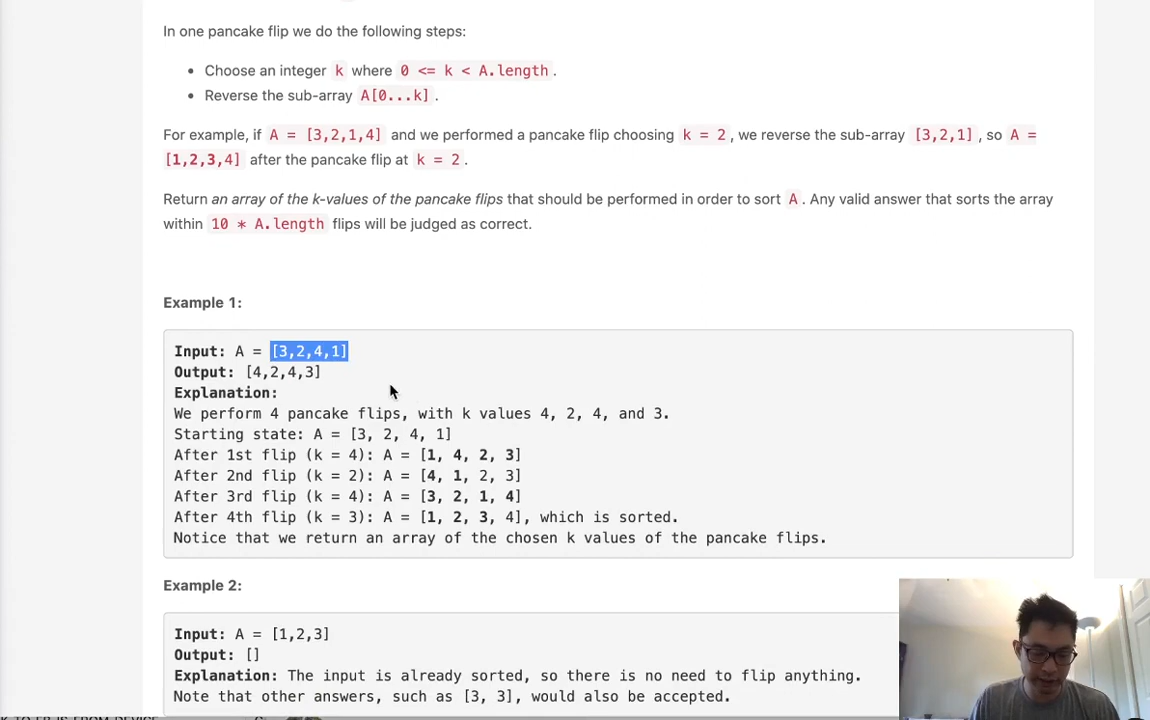 In one pancake flip we do the following steps:
• Choose an integer k where 0 <= k < A.length .
• Reverse the sub-array A[0...k] .
For example, if A = [3,2,1,4] and we performed a pancake flip choosing k = 2 , we reverse the sub-array [3,2,1] , so A =
[1,2,3,4] after the pancake flip at k = 2 .
Return an array of the k-values of the pancake flips that should be performed in order to sort A . Any valid answer that sorts the array
within 10 * A.length flips will be judged as correct.
Example 1:
Input: A = [3,2,4,1]
Output: [4,2,4,3]
Explanation:
We perform 4 pancake flips, with k values 4, 2, 4, and 3.
Starting state: A = [3, 2, 4, 1]
After 1st flip (k = 4): A = [1, 4, 2, 3]
After 2nd flip (k = 2): A = [4, 1, 2, 3]
After 3rd flip (k = 4): A = [3, 2, 1, 4]
After 4th flip (k = 3): A = [1, 2, 3, 4], which is sorted.
Notice that we return an array of the chosen k values of the pancake flips.
Example 2:
Input: A = [1,2,3]
Output: []
Explanation: The input is already sorted, so there is no need to flip anything.
Note that other answers, such as [3, 3], would also be accepted.